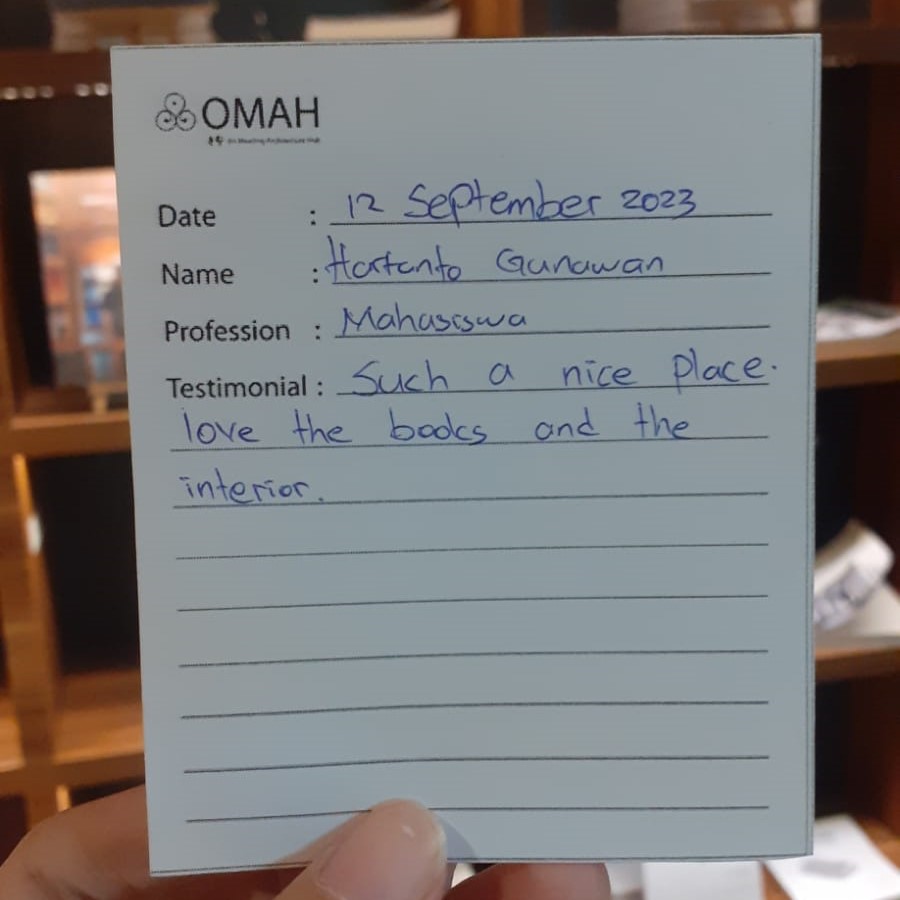 OMAH
Date : 12 September 2023
Name : Hartanto Gunawan
Profession : Mahasiswa
Testimonial : Such a nice place.
love the books and the
interior.